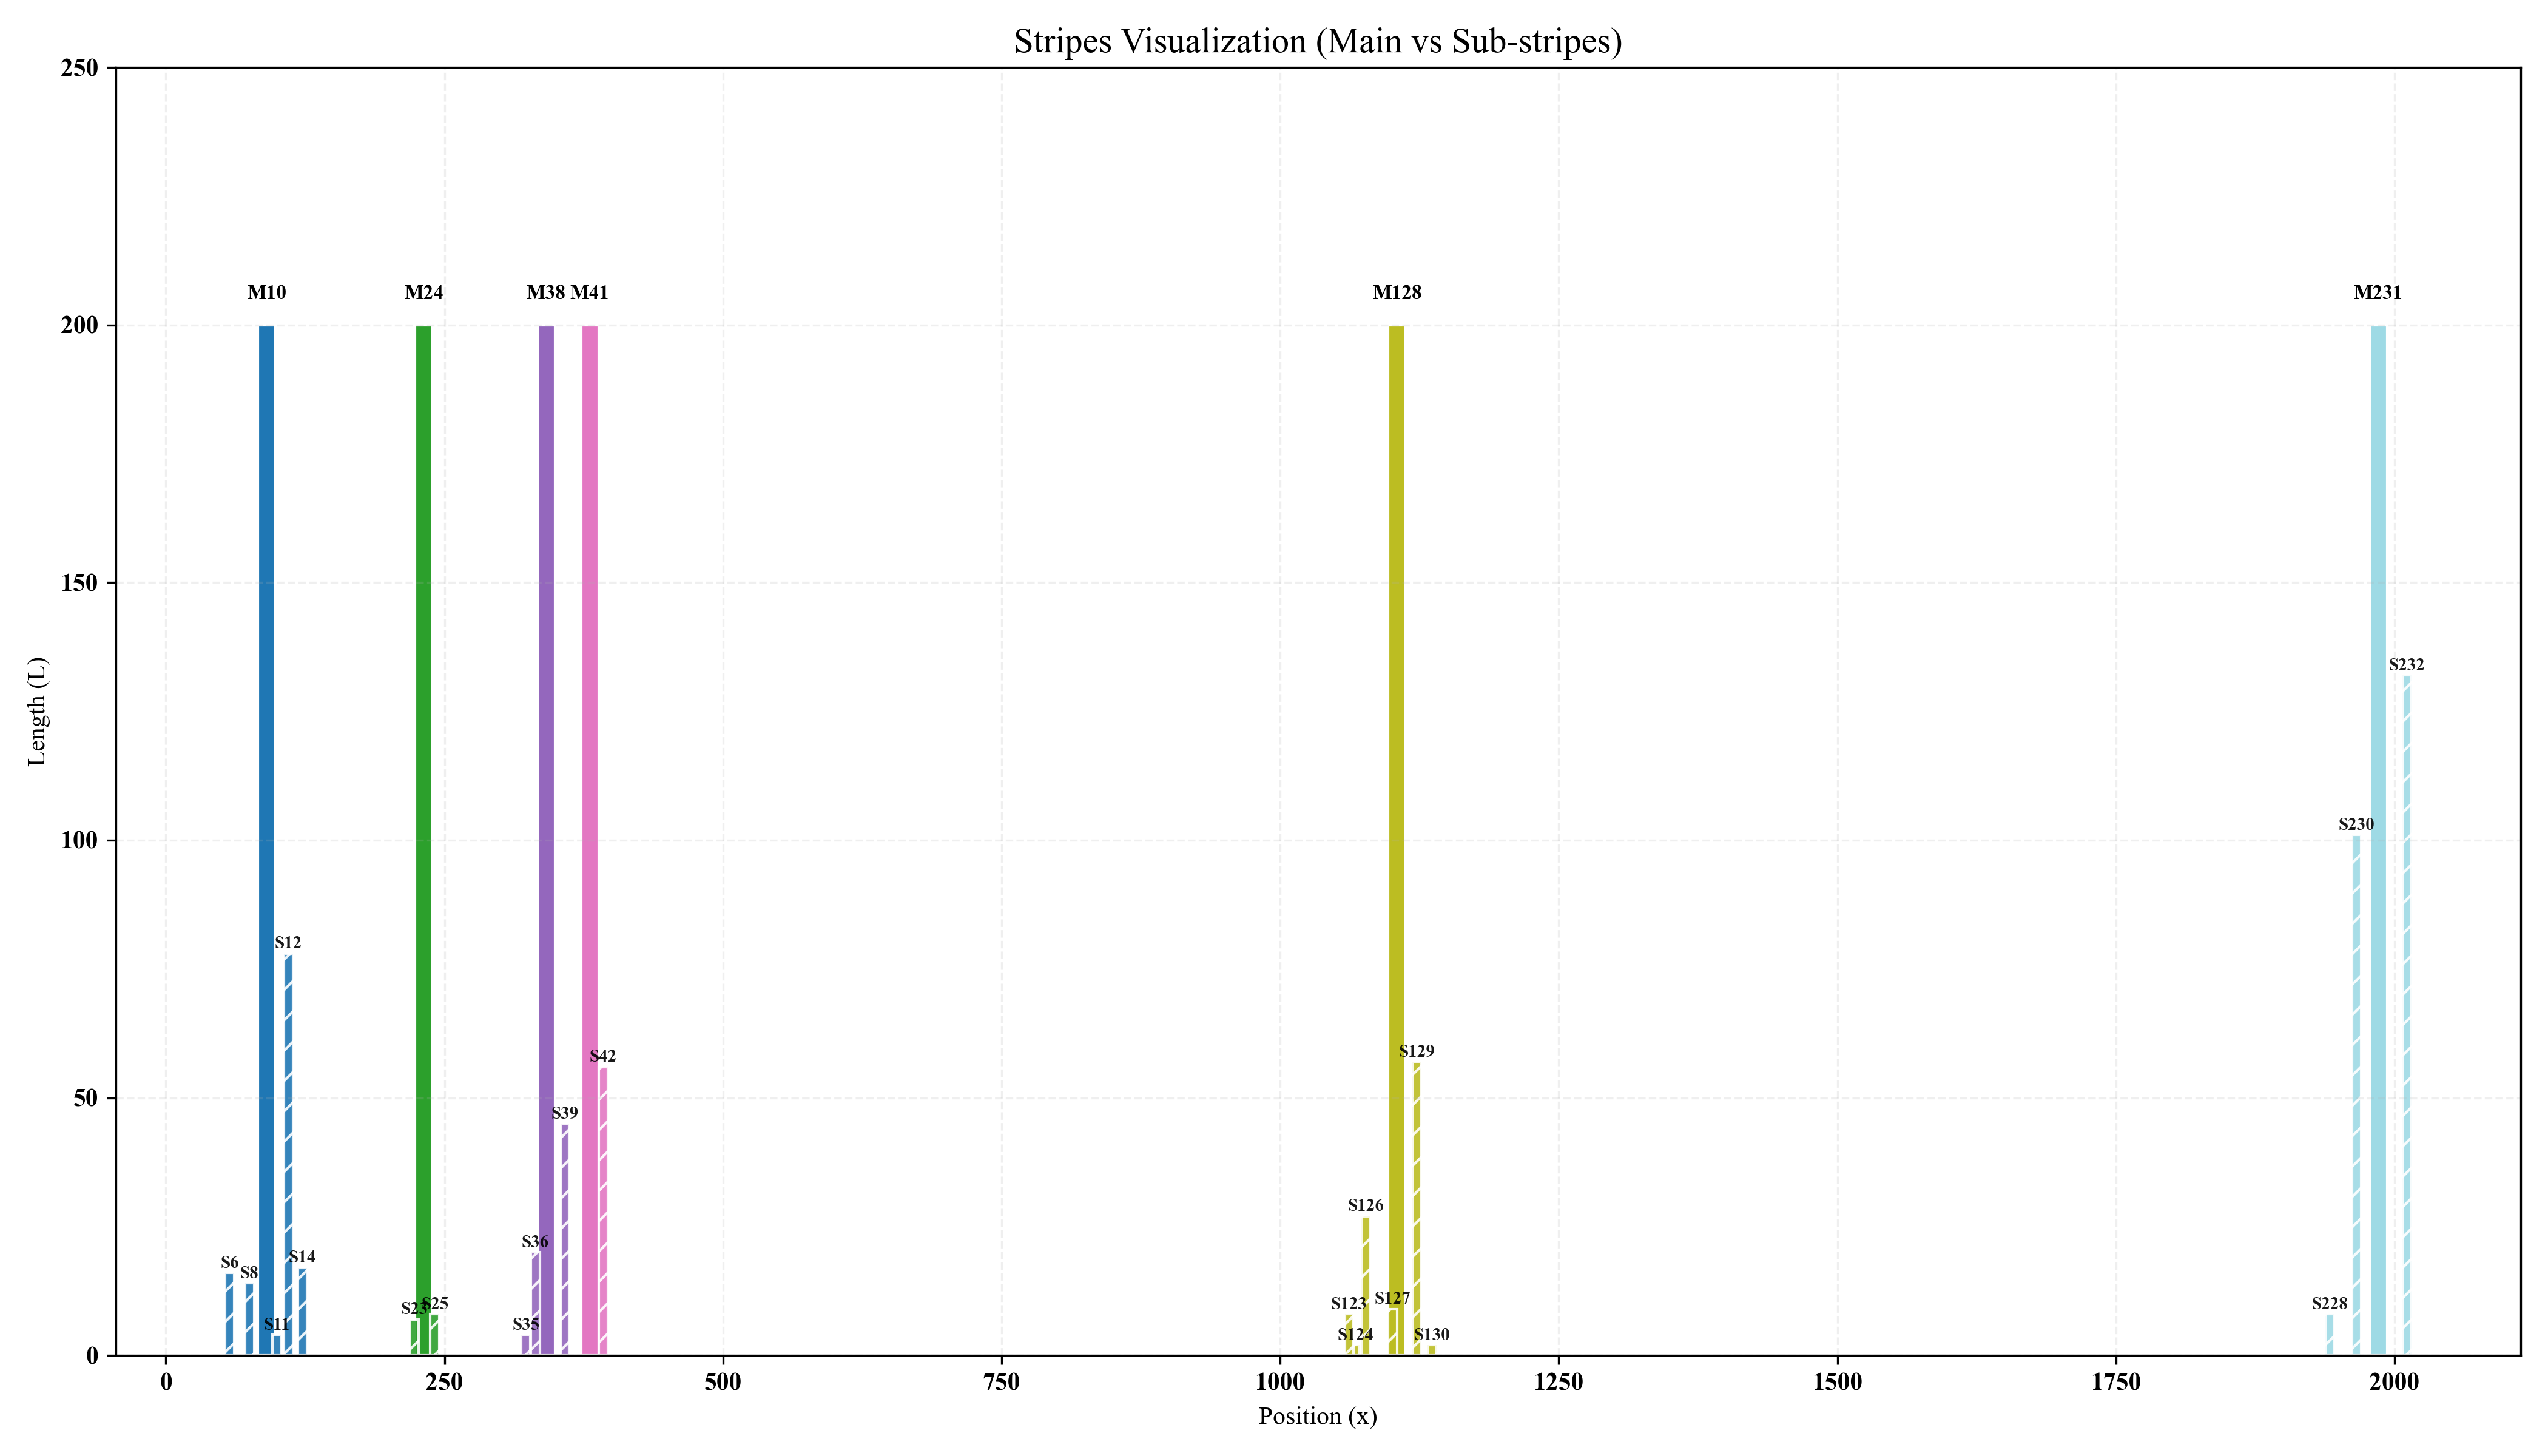 Stripes Visualization (Main vs Sub-stripes)
250
M10 M24 M38 M41 M128 M231
200
150
S232
Length (L)
100
S230
S12
S129
S42
50
S39
S126
S36
S14
S6
S8
S127
S123
S228
S25
S23
S11
S35
S124
S130
0
0 250 500 750 1000 1250 1500 1750 2000
Position (x)